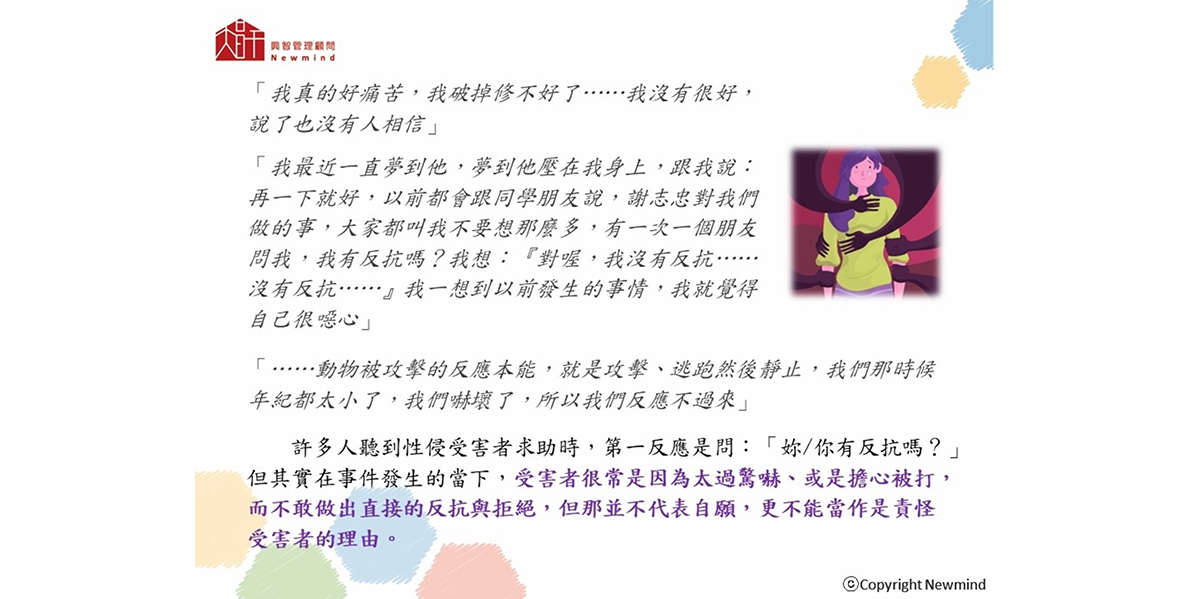 興智管理顧問
Newmind
「我真的好痛苦，我破掉修不好了……我沒有很好，
說了也沒有人相信」
「我最近一直夢到他，夢到他壓在我身上，跟我說：
再一下就好，以前都會跟同學朋友說，謝志忠對我們
做的事，大家都叫我不要想那麼多，有一次一個朋友
問我，我有反抗嗎？我想：『對喔，我沒有反抗……
沒有反抗……』我一想到以前發生的事情，我就覺得
自己很噁心」
「……動物被攻擊的反應本能，就是攻擊、逃跑然後靜止，我們那時候
年紀都太小了，我們嚇壞了，所以我們反應不過來」
許多人聽到性侵受害者求助時，第一反應是問：「妳/你有反抗嗎？」
但其實在事件發生的當下，受害者很常是因為太過驚嚇、或是擔心被打，
而不敢做出直接的反抗與拒絕，但那並不代表自願，更不能當作是責怪
受害者的理由。
ⓒCopyright Newmind